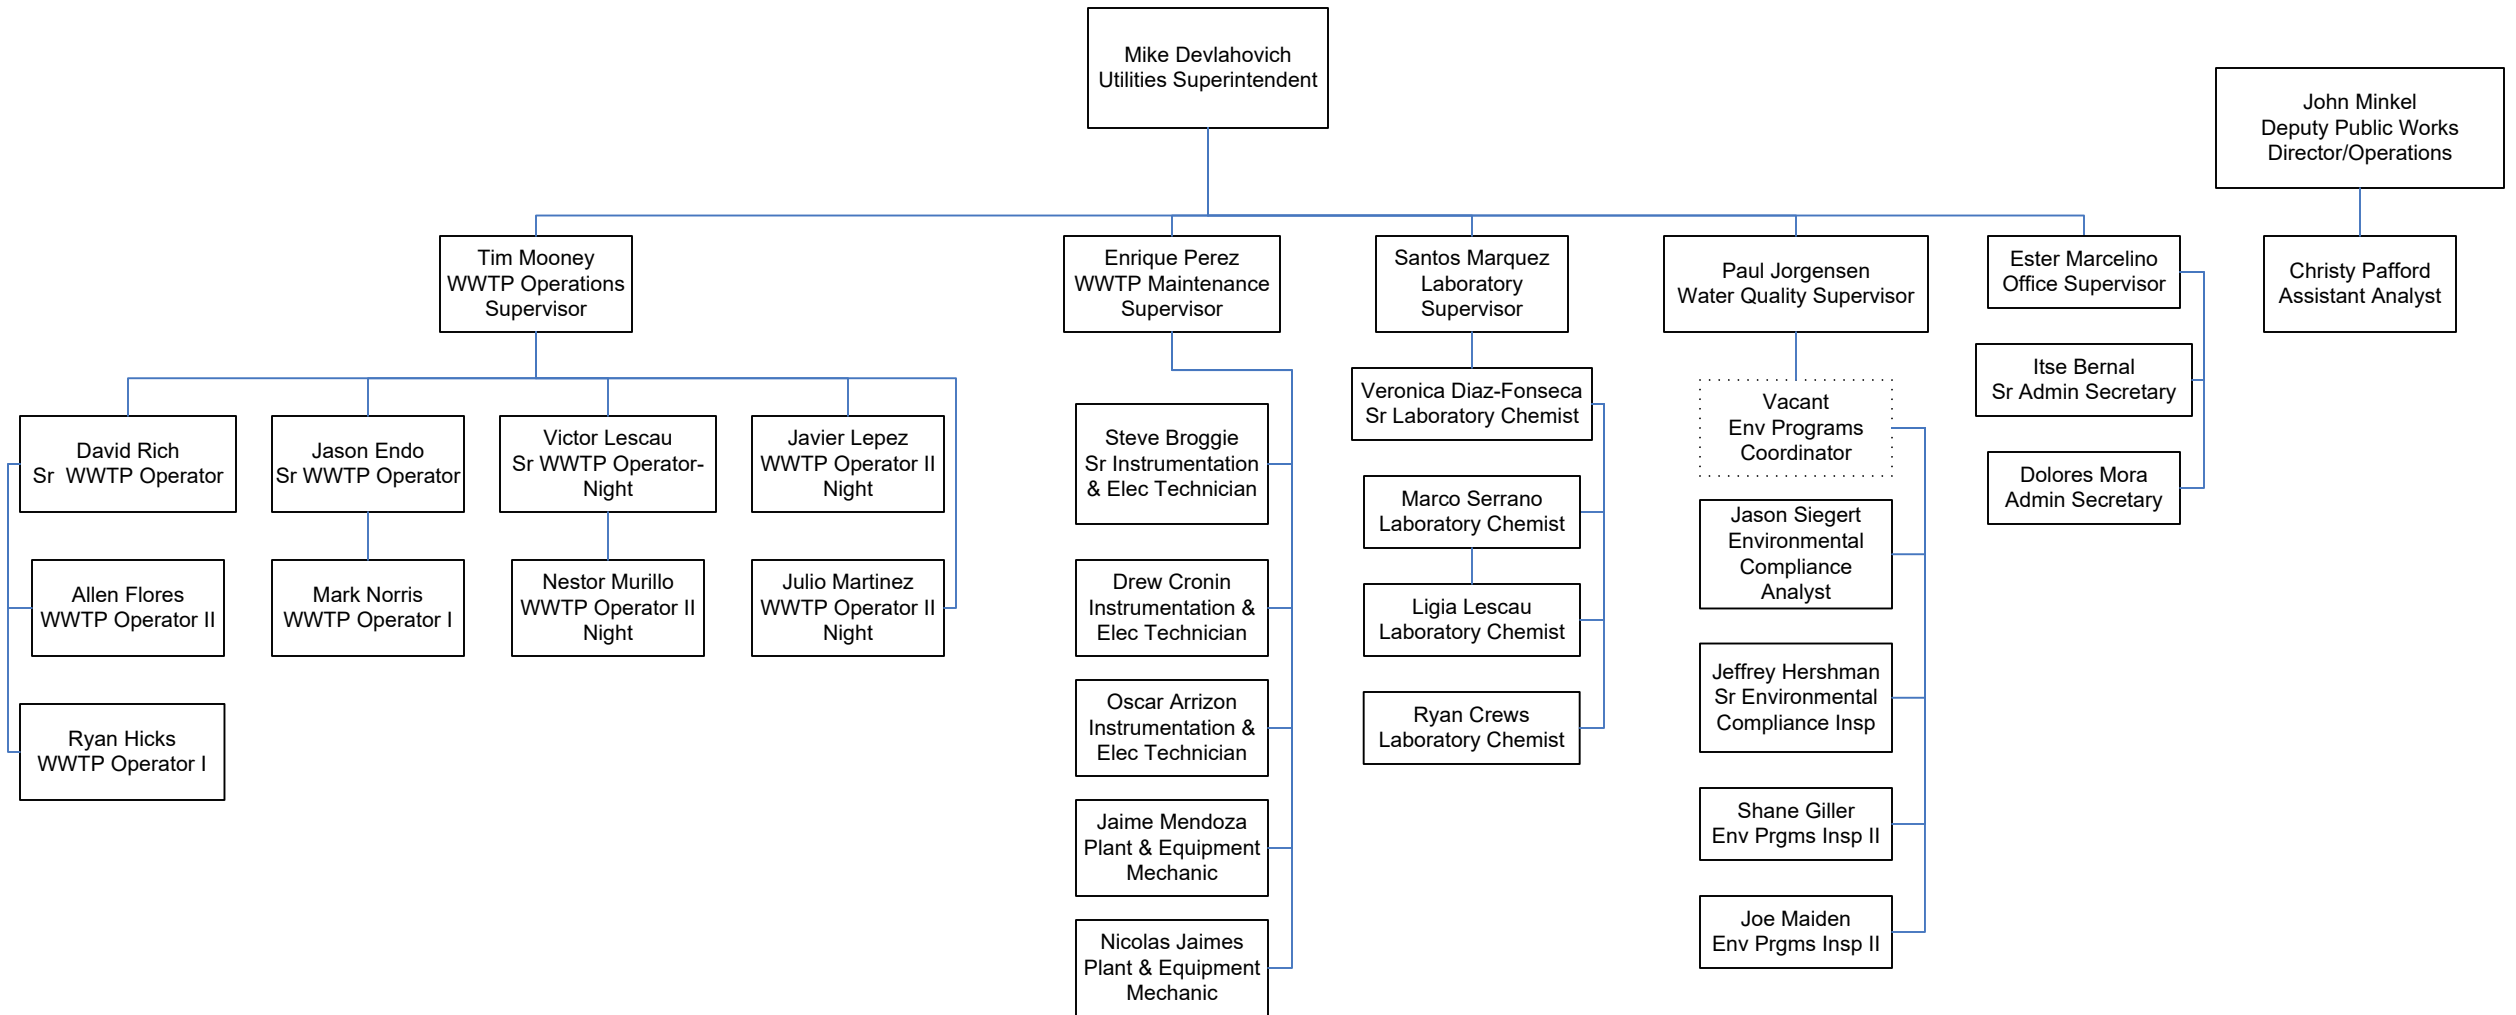 Mike Devlahovich
Utilities Superintendent
John Minkel
Deputy Public Works
Director/Operations
Tim Mooney
WWTP Operations
Supervisor
Enrique Perez
WWTP Maintenance
Supervisor
Santos Marquez
Laboratory
Supervisor
Paul Jorgensen
Water Quality Supervisor
Ester Marcelino
Office Supervisor
Christy Pafford
Assistant Analyst
David Rich
Sr  WWTP Operator
Allen Flores
WWTP Operator II
Ryan Hicks
WWTP Operator I
Jason Endo
Sr WWTP Operator
Mark Norris
WWTP Operator I
Victor Lescau
Sr WWTP Operator-
Night
Nestor Murillo
WWTP Operator II
Night
Javier Lepez
WWTP Operator II
Night
Julio Martinez
WWTP Operator II
Night
Steve Broggie
Sr Instrumentation
& Elec Technician
Drew Cronin
Instrumentation &
Elec Technician
Oscar Arrizon
Instrumentation &
Elec Technician
Jaime Mendoza
Plant & Equipment
Mechanic
Nicolas Jaimes
Plant & Equipment
Mechanic
Veronica Diaz-Fonseca
Sr Laboratory Chemist
Marco Serrano
Laboratory Chemist
Ligia Lescau
Laboratory Chemist
Ryan Crews
Laboratory Chemist
Vacant
Env Programs
Coordinator
Jason Siegert
Environmental
Compliance
Analyst
Jeffrey Hershman
Sr Environmental
Compliance Insp
Shane Giller
Env Prgms Insp II
Joe Maiden
Env Prgms Insp II
Itse Bernal
Sr Admin Secretary
Dolores Mora
Admin Secretary